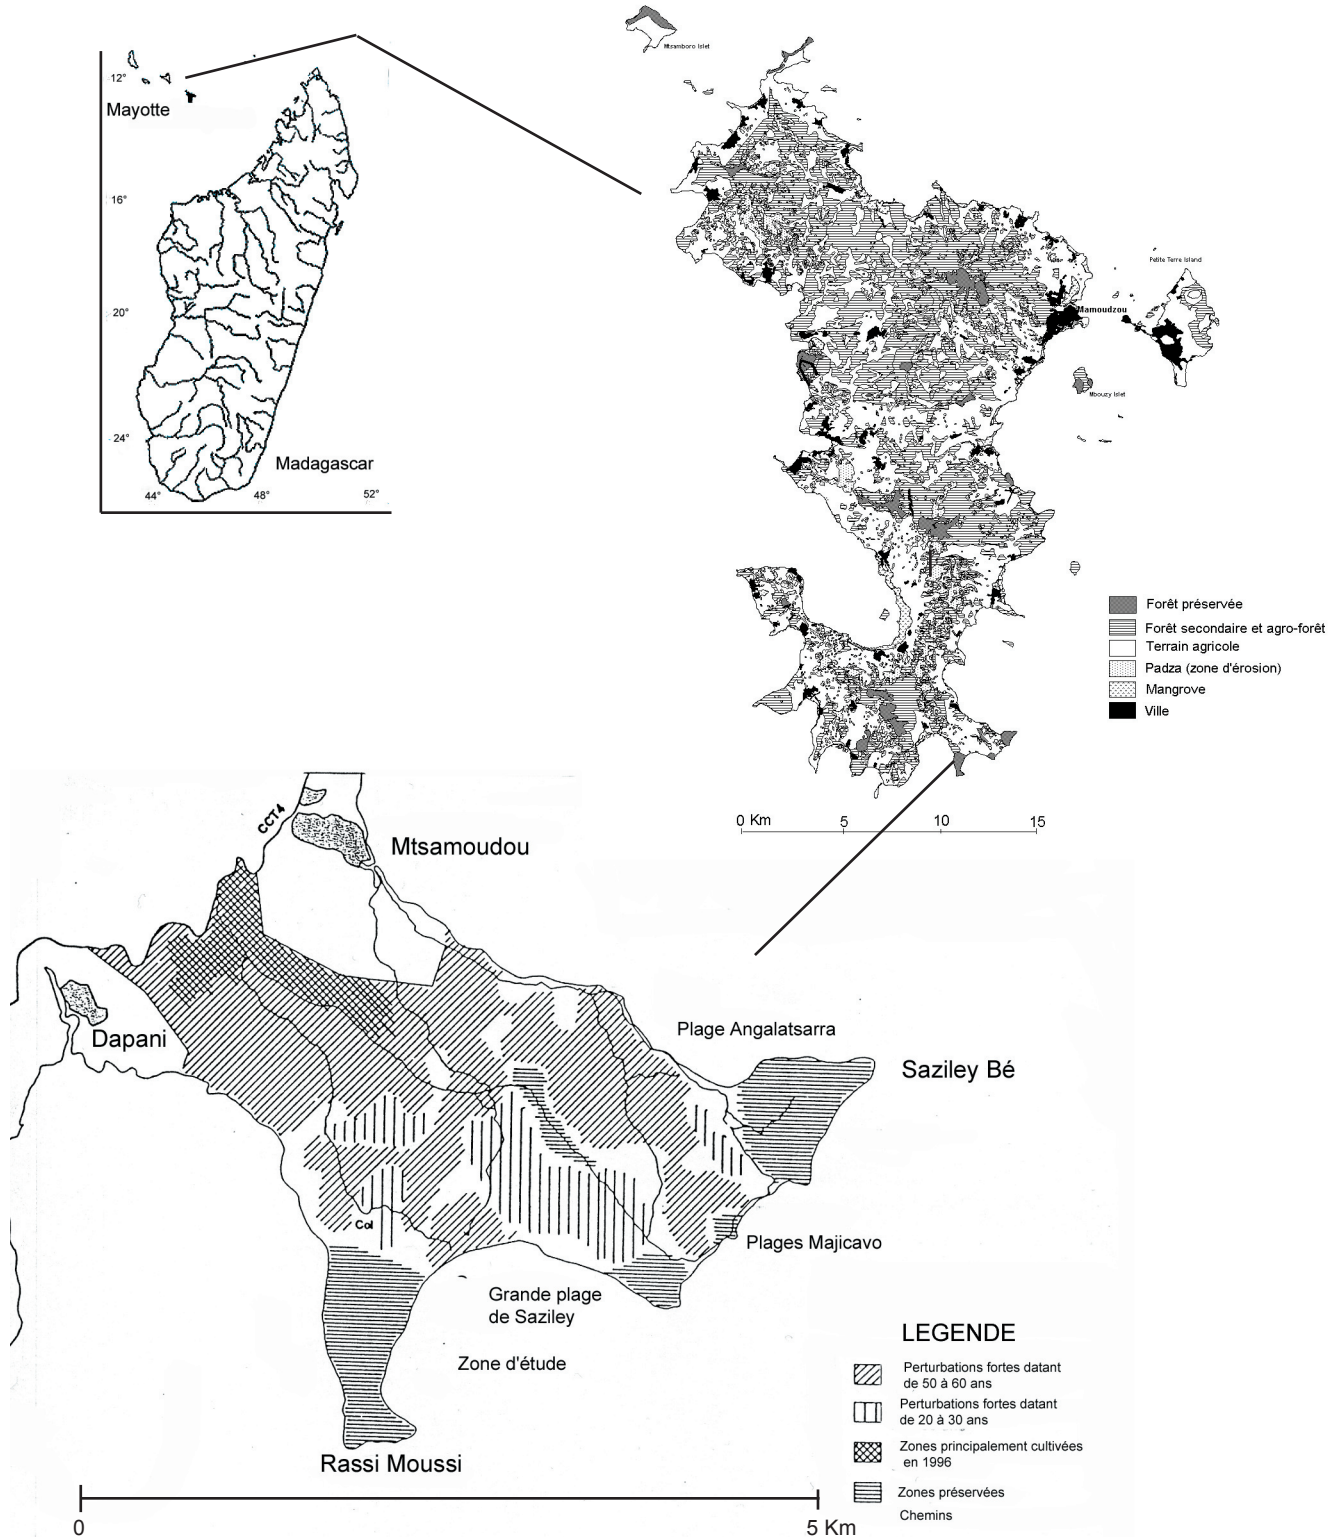 Mtsamboro Islet
12°
Mayotte
16°
20°
24°
Madagascar
44°
48°
52°
Petite Terre Island
Mamoudzou
Mbouzy Islet
Forêt préservée
Forêt secondaire et agro-forêt
Terrain agricole
Padza (zone d'érosion)
Mangrove
Ville
0 Km
5
10
15
CCT4
Mtsamoudou
Dapani
Plage Angalatsarra
Saziley Bé
Col
Plages Majicavo
Grande plage
de Saziley
Zone d'étude
Rassi Moussi
LEGENDE
Perturbations fortes datant
de 50 à 60 ans
Perturbations fortes datant
de 20 à 30 ans
Zones principalement cultivées
en 1996
Zones préservées
Chemins
0
5 Km